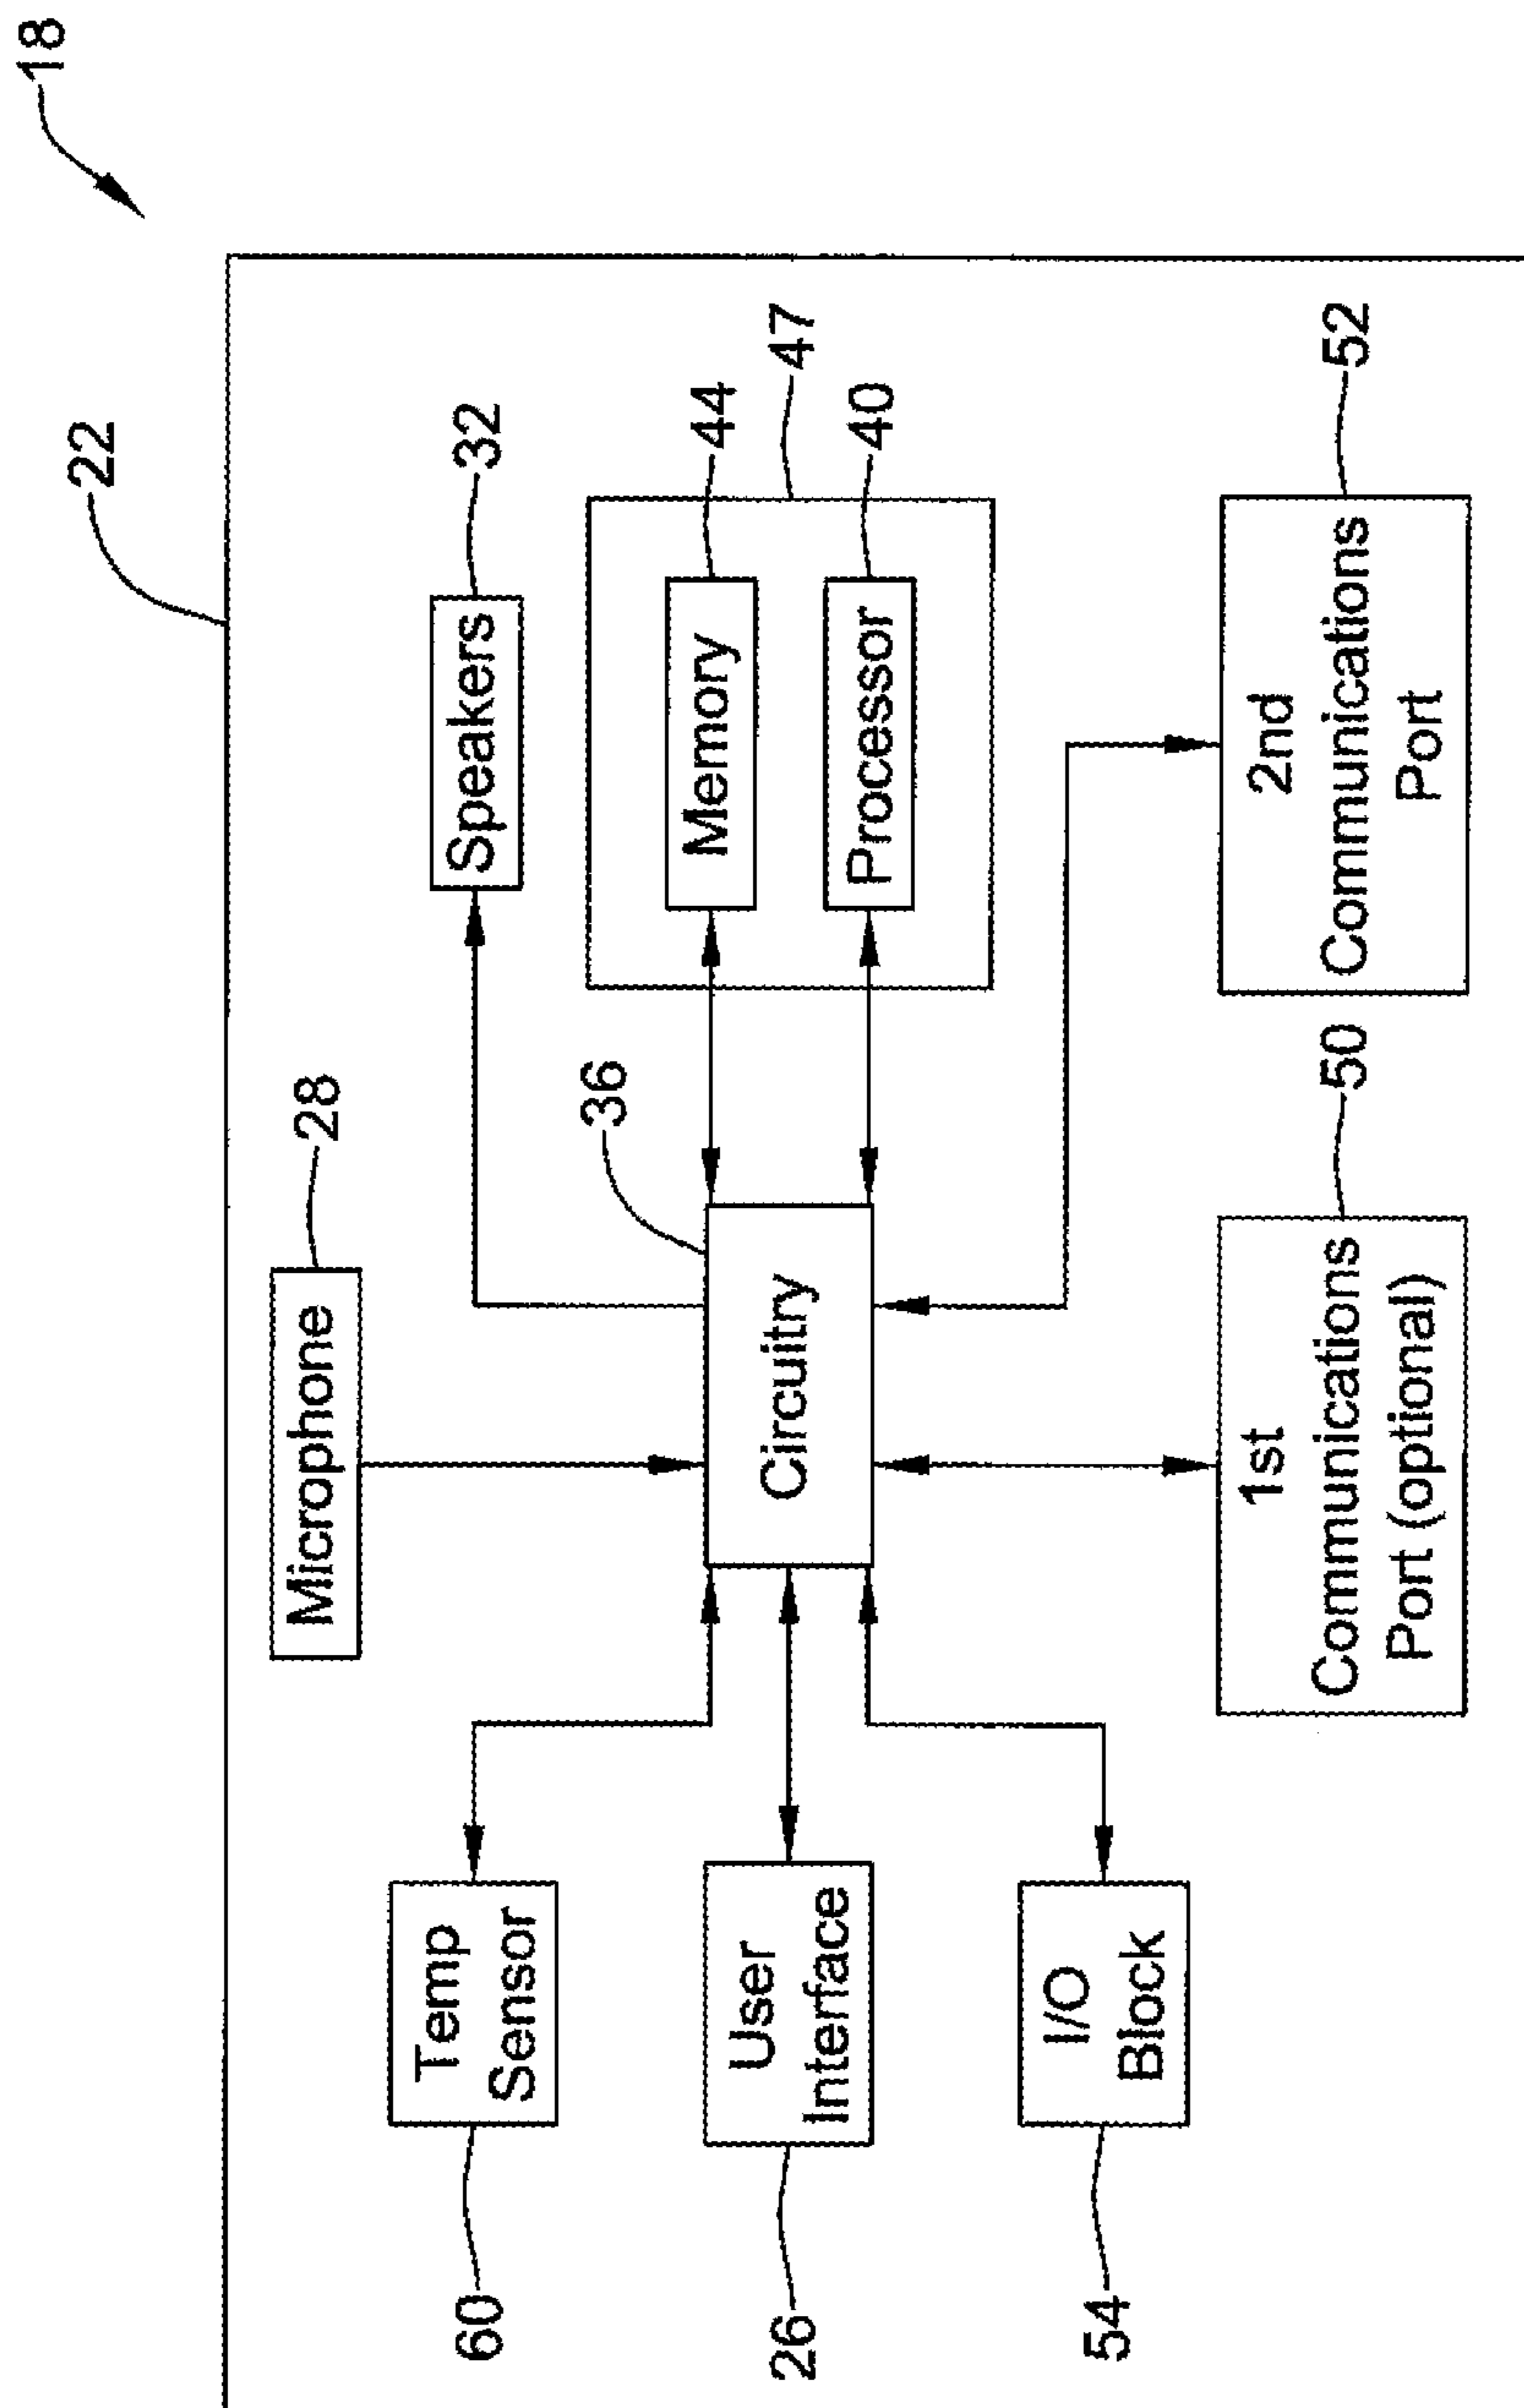 18
22
Microphone
28
Speakers
32
Temp
Sensor
60
36
Memory
44
47
User
Interface
26
Circuitry
Processor
40
I/O
Block
54
1st
Communications
Port (optional)
50
2nd
Communications
Port
52